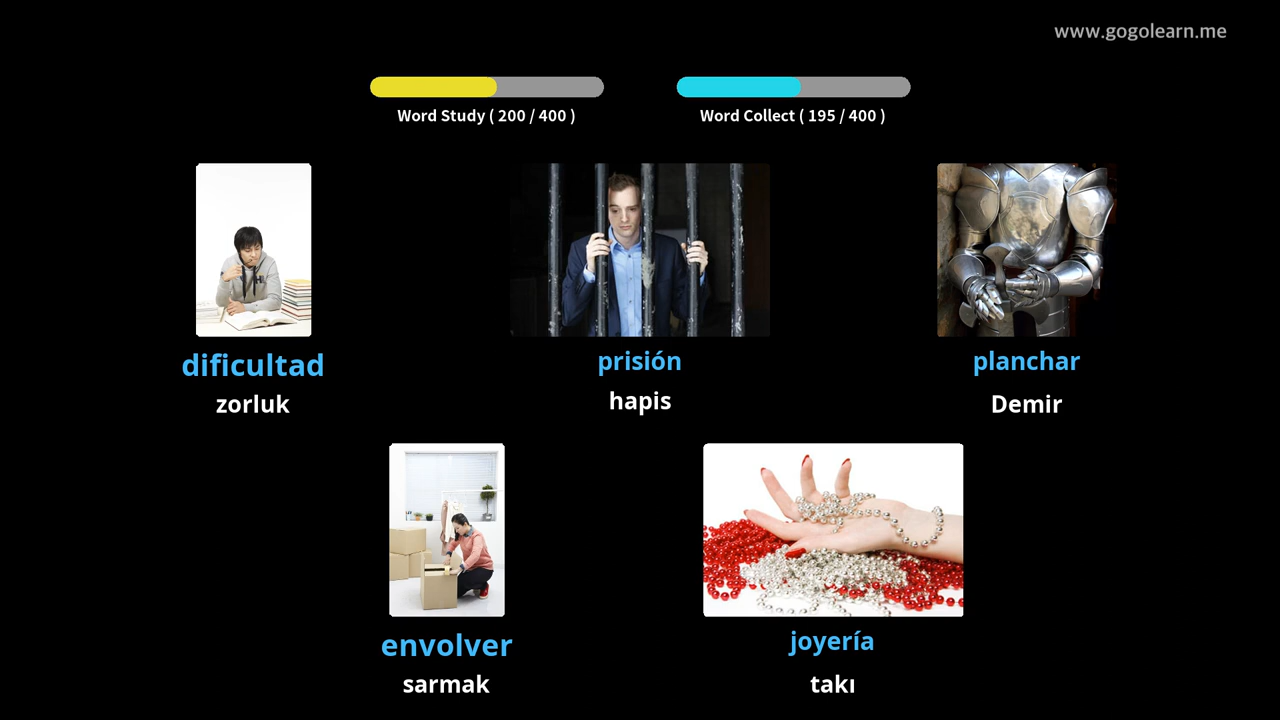 www.gogolearn.me
Word Study ( 200 / 400 )
Word Collect ( 195 / 400 )
dificultad
zorluk
prisión
hapis
planchar
Demir
envolver
sarmak
joyería
takı